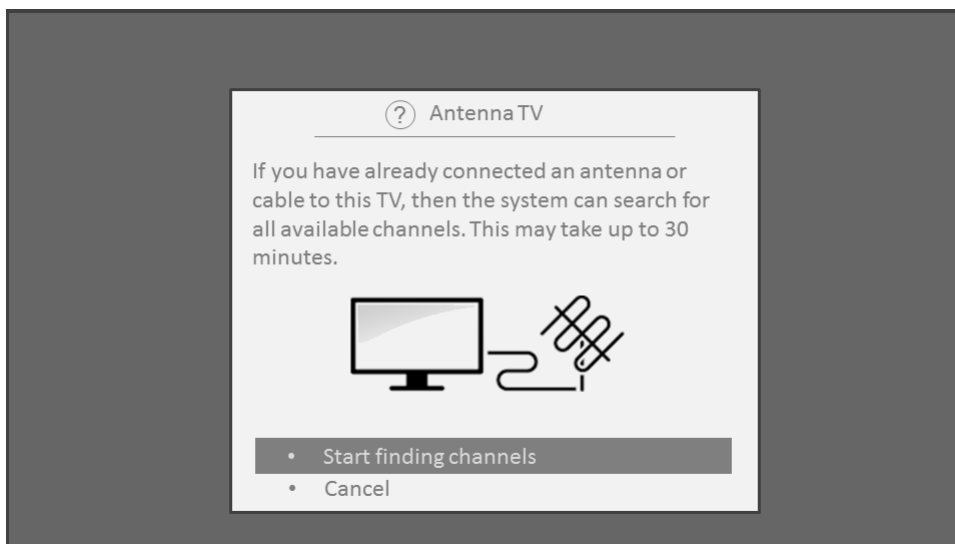 ? Antenna TV
If you have already connected an antenna or
cable to this TV, then the system can search for
all available channels. This may take up to 30
minutes.
• Start finding channels
• Cancel